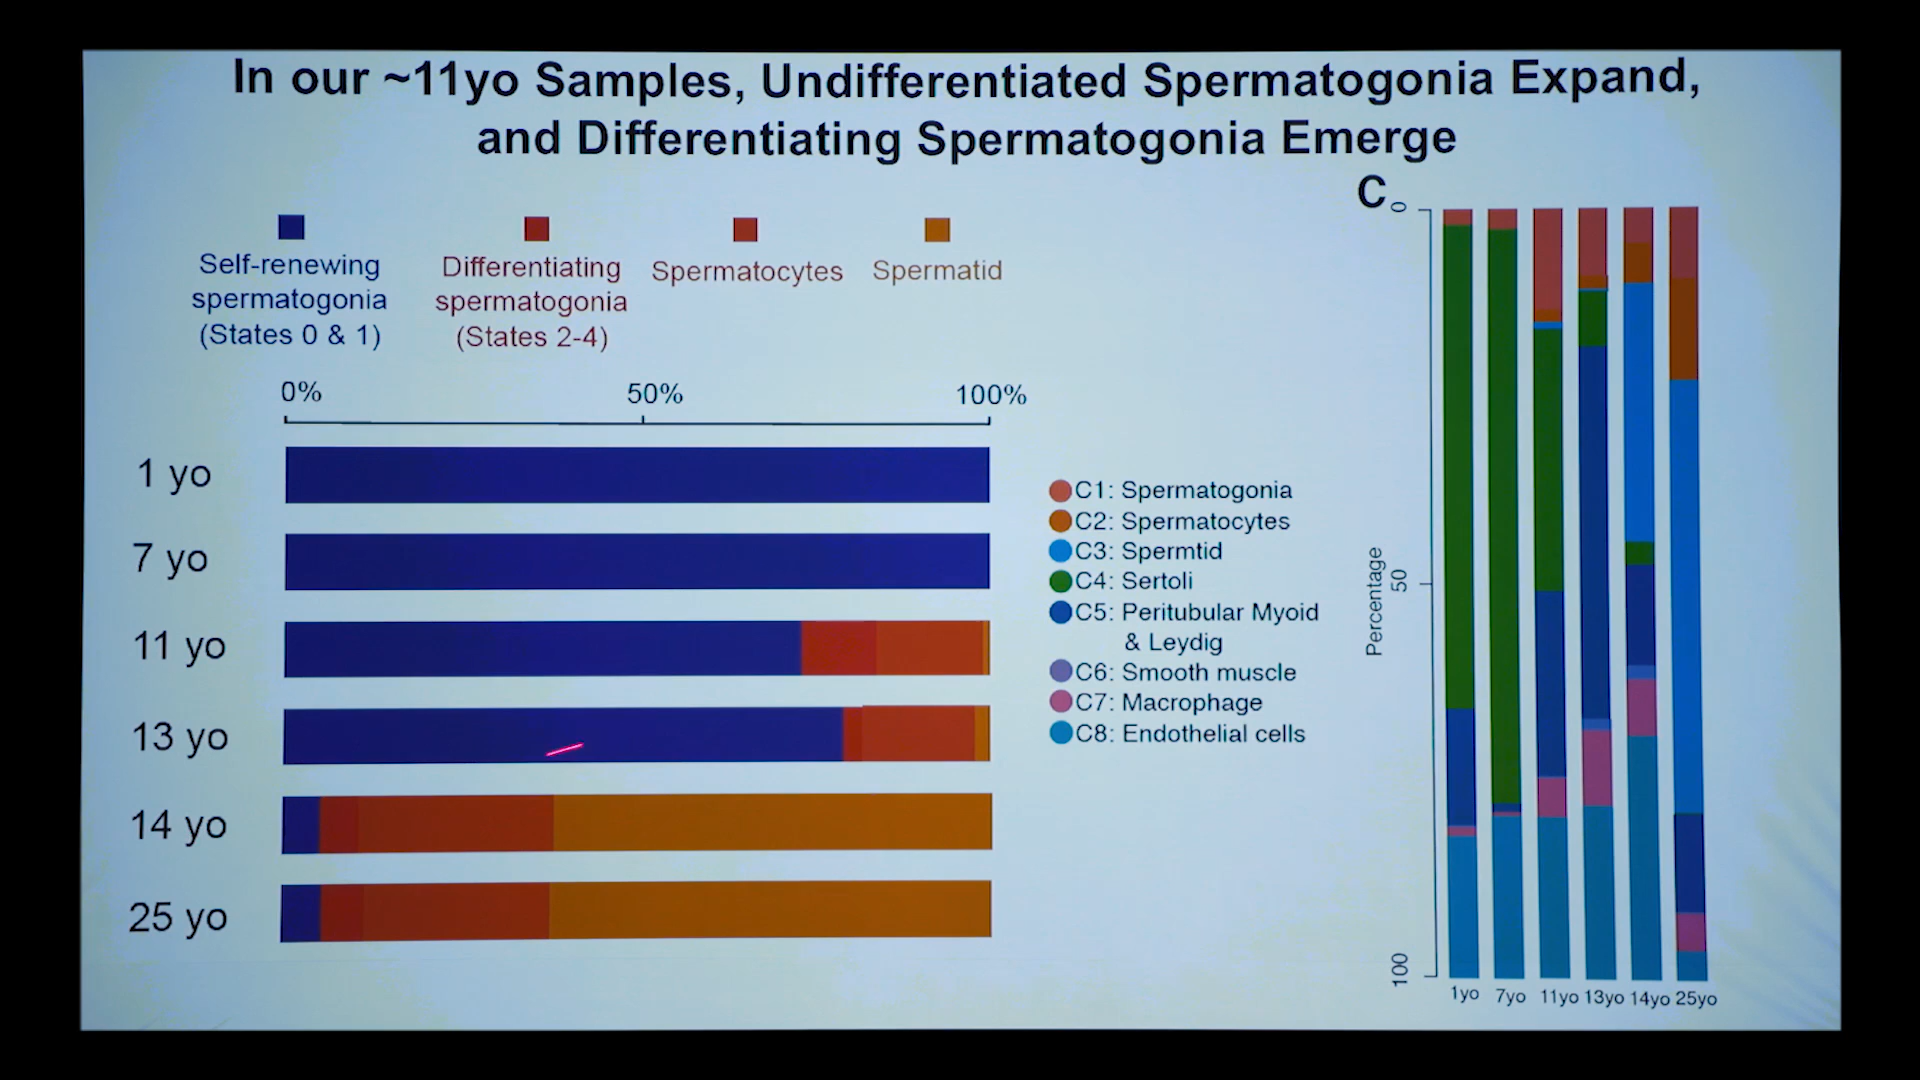 In our ~11yo Samples, Undifferentiated Spermatogonia Expand,
and Differentiating Spermatogonia Emerge
Self-renewing
spermatogonia
(States 0 & 1)
Differentiating
spermatogonia
(States 2-4)
Spermatocytes
Spermatid
0%
50%
100%
1 yo
7 yo
11 yo
13 yo
14 yo
25 yo
C1: Spermatogonia
C2: Spermatocytes
C3: Spermtid
C4: Sertoli
C5: Peritubular Myoid
& Leydig
C6: Smooth muscle
C7: Macrophage
C8: Endothelial cells
C
0
50
100
Percentage
1yo
7yo
11yo
13yo
14yo
25yo